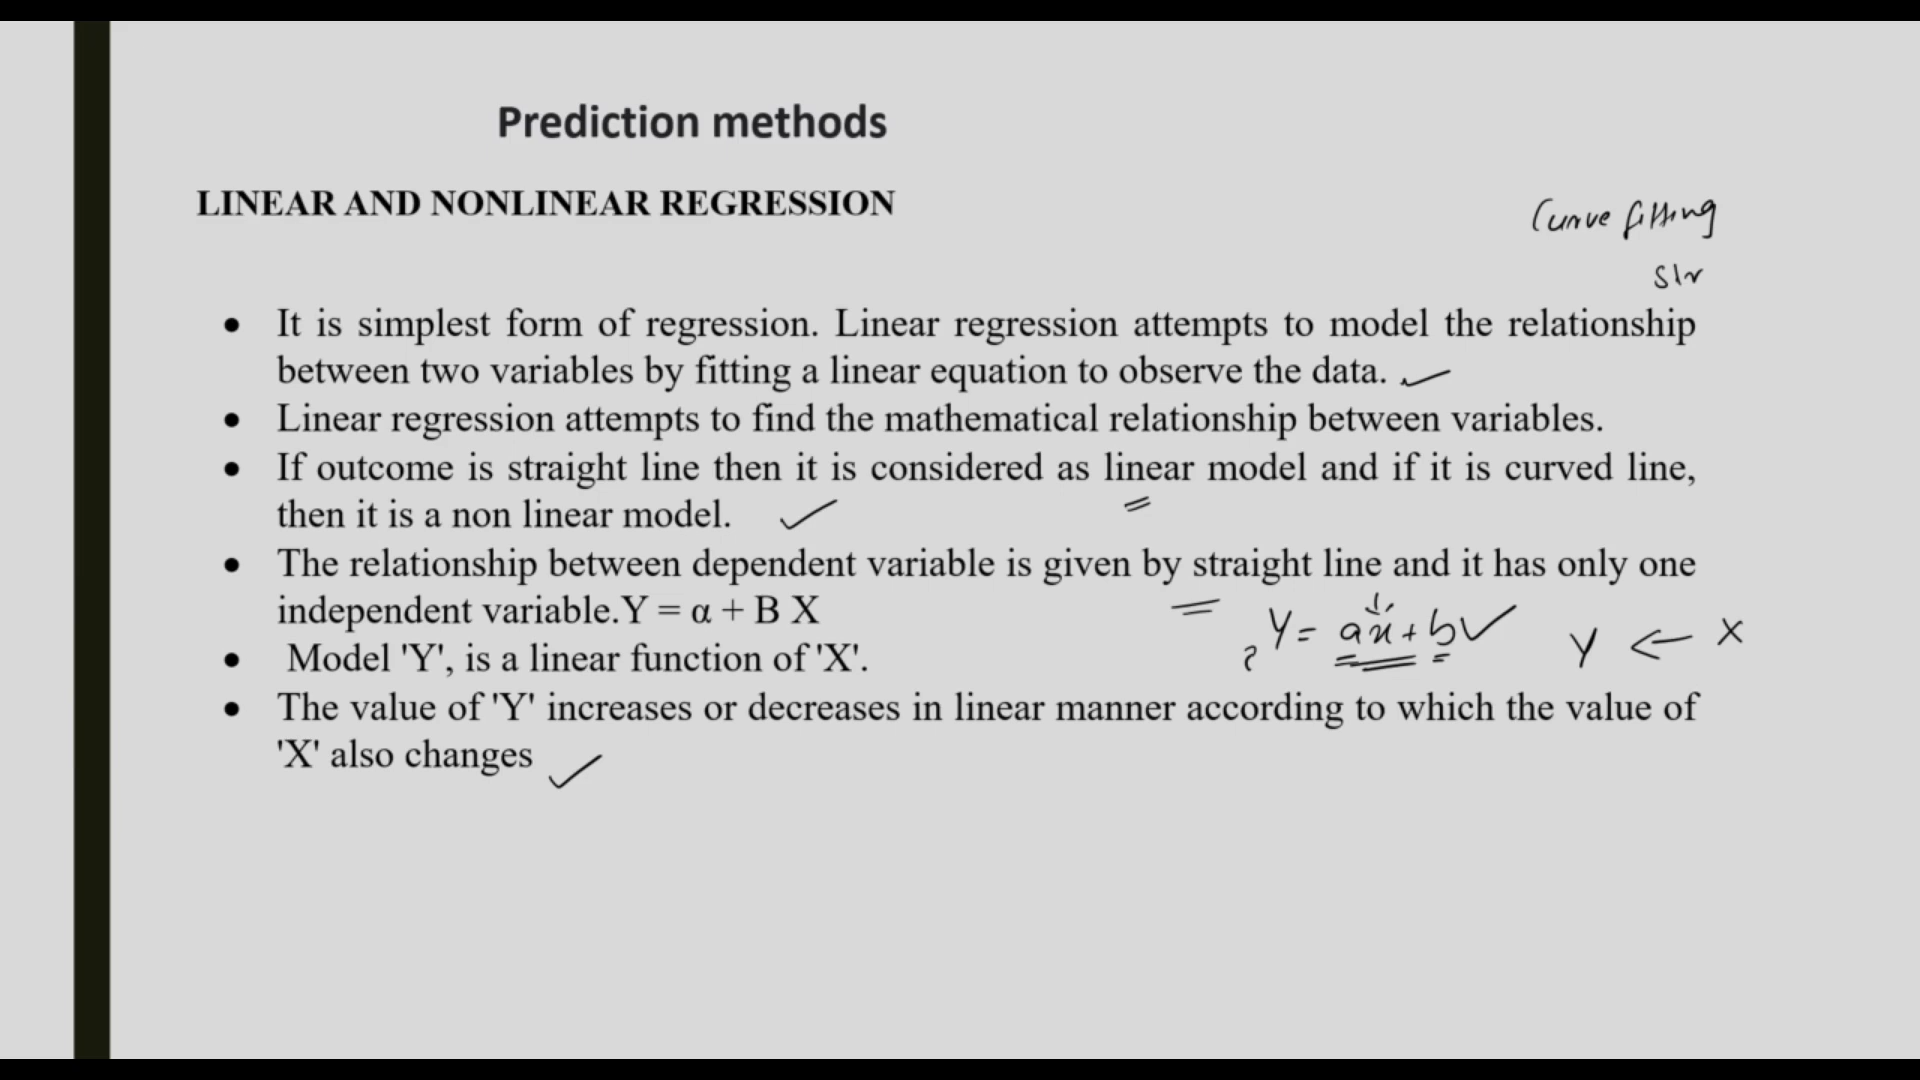 Prediction methods
LINEAR AND NONLINEAR REGRESSION
Curve fitting
Slr
• It is simplest form of regression. Linear regression attempts to model the relationship
between two variables by fitting a linear equation to observe the data.
• Linear regression attempts to find the mathematical relationship between variables.
• If outcome is straight line then it is considered as linear model and if it is curved line,
then it is a non linear model.
• The relationship between dependent variable is given by straight line and it has only one
independent variable.Y = α + B X
Y = ax + b
Y ← X
• Model 'Y', is a linear function of 'X'.
• The value of 'Y' increases or decreases in linear manner according to which the value of
'X' also changes